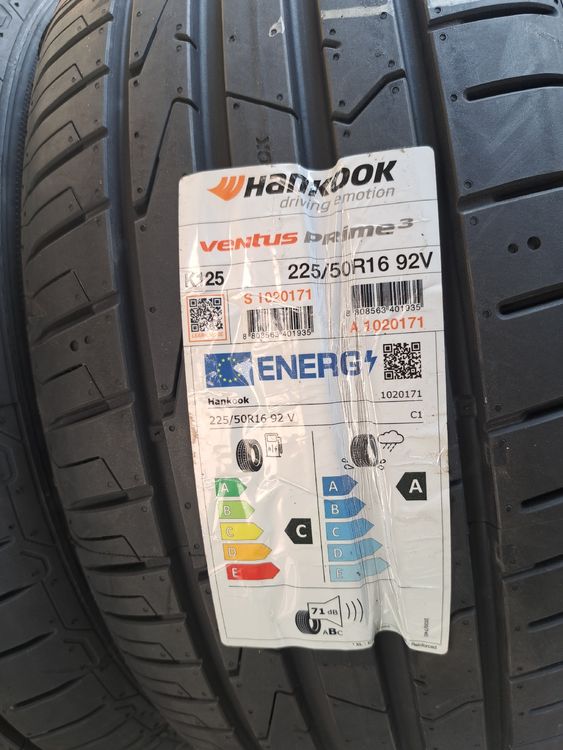 HANKOOK
driving emotion
VENTUS PRIME3
K125
225/50R16 92V
S 1020171
8 808563 401935
8 808563 401935
A 1020171
ENERG
Hankook
1020171
225/50R16 92 V
C1
A
B
C
D
E
C
A
B
C
D
E
A
71 dB
ABC
Reinforced